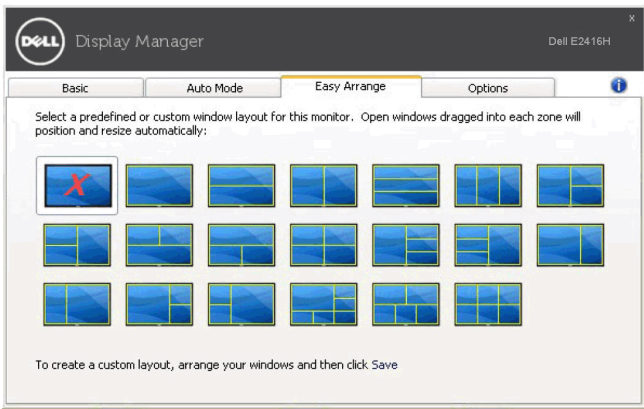 x
DELL Display Manager Dell E2416H
Basic Auto Mode Easy Arrange Options i
Select a predefined or custom window layout for this monitor. Open windows dragged into each zone will
position and resize automatically:
X
To create a custom layout, arrange your windows and then click Save